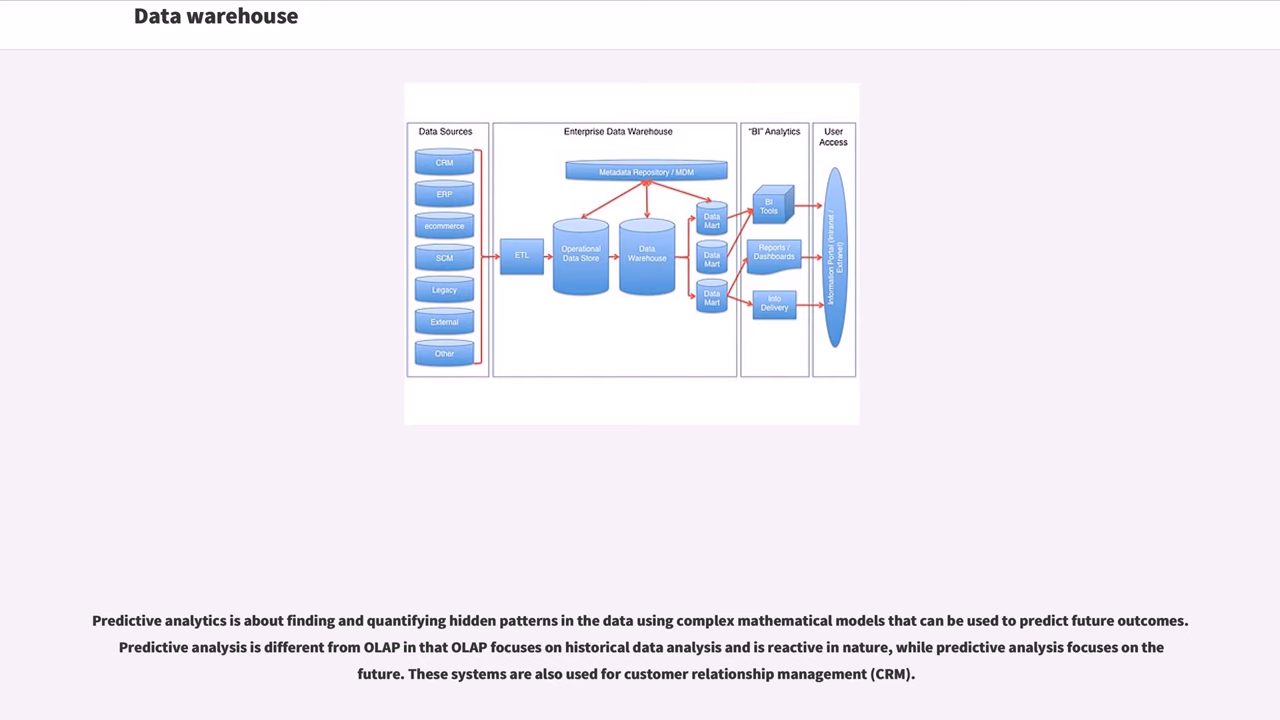 Data warehouse
Data Sources
CRM
ERP
ecommerce
SCM
Legacy
External
Other
Enterprise Data Warehouse
Metadata Repository / MDM
ETL
Operational
Data Store
Data
Warehouse
Data
Mart
Data
Mart
Data
Mart
"BI" Analytics
BI
Tools
Reports /
Dashboards
Info
Delivery
User
Access
Information Portal (Intranet /
Extranet)
Predictive analytics is about finding and quantifying hidden patterns in the data using complex mathematical models that can be used to predict future outcomes.
Predictive analysis is different from OLAP in that OLAP focuses on historical data analysis and is reactive in nature, while predictive analysis focuses on the
future. These systems are also used for customer relationship management (CRM).